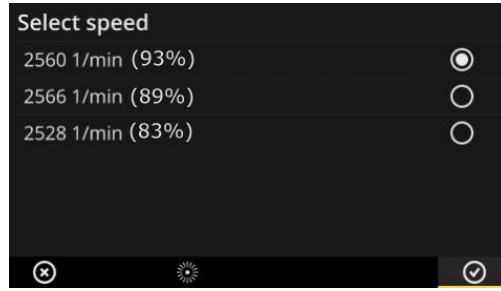 Select speed
2560 1/min (93%)
2566 1/min (89%)
2528 1/min (83%)